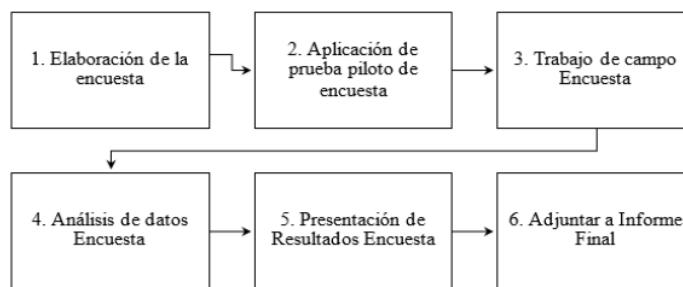 1. Elaboración de la
encuesta
2. Aplicación de
prueba piloto de
encuesta
3. Trabajo de campo
Encuesta
4. Análisis de datos
Encuesta
5. Presentación de
Resultados Encuesta
6. Adjuntar a Informe
Final